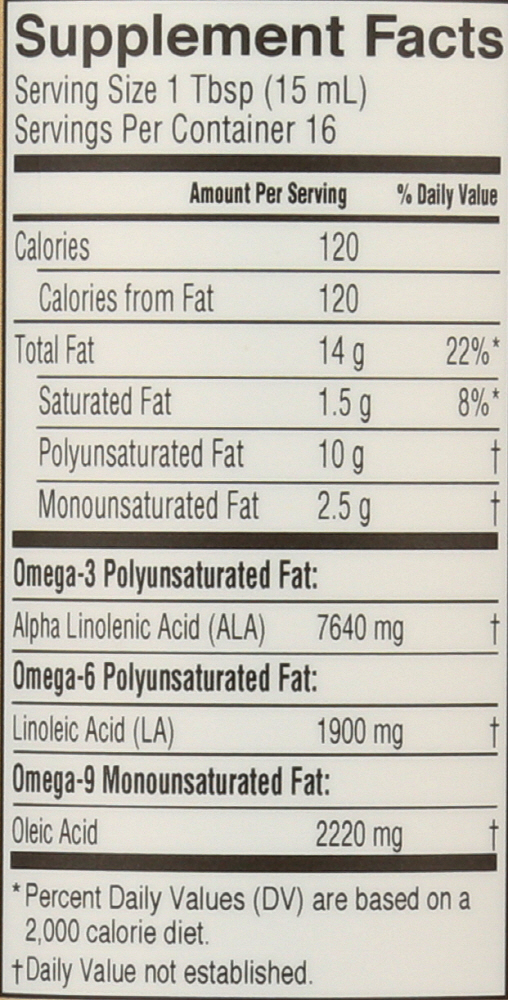 Supplement Facts
Serving Size 1 Tbsp (15 mL)
Servings Per Container 16
Amount Per Serving % Daily Value
Calories 120
Calories from Fat 120
Total Fat 14 g 22%*
Saturated Fat 1.5 g 8%*
Polyunsaturated Fat 10 g †
Monounsaturated Fat 2.5 g †
Omega-3 Polyunsaturated Fat:
Alpha Linolenic Acid (ALA) 7640 mg †
Omega-6 Polyunsaturated Fat:
Linoleic Acid (LA) 1900 mg †
Omega-9 Monounsaturated Fat:
Oleic Acid 2220 mg †
* Percent Daily Values (DV) are based on a
2,000 calorie diet.
†Daily Value not established.